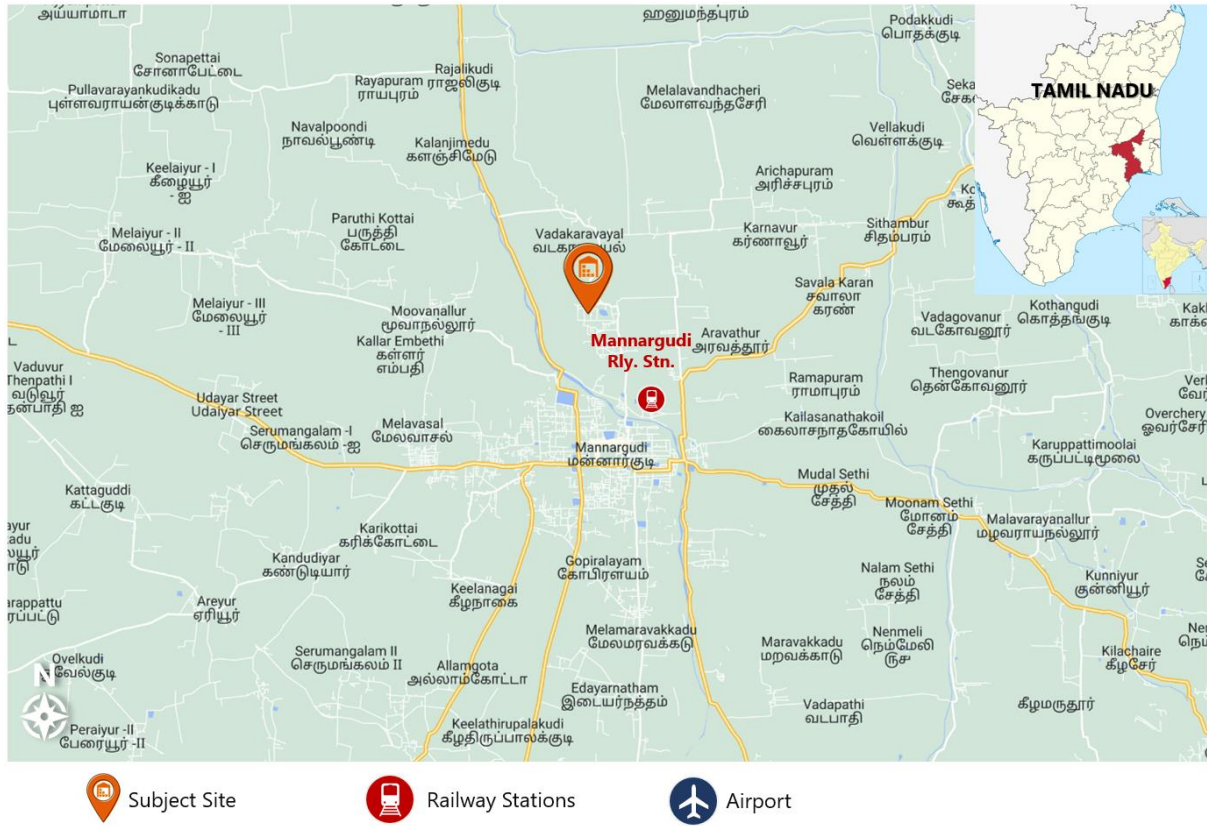 அய்யாமாடா
ஹனுமந்தபுரம்
Podakkudi
பொதக்குடி
Sonapettai
சோனாபேட்டை
Pullavarayankudikadu
புள்ளவராயன்குடிக்காடு
Rayapuram
ராயபுரம்
Rajalikudi
ராஜலிகுடி
Melalavandhacheri
மேலாளவந்தசேரி
TAMIL NADU
Navalpoondi
நாவல்பூண்டி
Kalanjimedu
களஞ்சிமேடு
Vellakudi
வெள்ளக்குடி
Keelaiyur - I
கீழையூர்
- ஐ
Arichapuram
அரிச்சபுரம்
Paruthi Kottai
பருத்தி
கோட்டை
Melaiyur - II
மேலையூர் - II
Vadakaravayal
Karnavur
கர்ணாவூர்
Sithambur
சிதம்பரம்
Melaiyur - III
மேலையூர்
- III
Moovanallur
மூவாநல்லூர்
Kallar Embethi
கள்ளர்
எம்பதி
Savala Karan
சவாலா
கரண்
Vadagovanur
வடகோவனூர்
Kothangudi
கொத்தங்குடி
Mannargudi
Rly. Stn.
Aravathur
அரவத்தூர்
Vaduvur
Thenpathi I
வடுவூர்
Ramapuram
ராமாபுரம்
Thengovanur
தென்கோவனூர்
Udayar Street
Udaiyar Street
Serumangalam -I
செருமங்கலம் -ஐ
Melavasal
மேலவாசல்
Kailasanathakoil
கைலாசநாதகோயில்
Overchery
Mannargudi
மன்னார்குடி
Karuppattimoolai
கருப்பட்டிமூலை
Kattaguddi
கட்டகுடி
Mudal Sethi
முதல்
சேத்தி
Moonam Sethi
மோனம்
சேத்தி
Malavarayanallur
மழவராயநல்லூர்
Karikottai
கரிக்கோட்டை
Kandudiyar
கண்டுடியார்
Gopiralayam
கோபிரளயம்
Nalam Sethi
நலம்
சேத்தி
Kunniyur
குன்னியூர்
Keelanagai
கீழநாகை
Areyur
ஏரியூர்
Melamaravakkadu
மேலமரவக்கடு
Maravakkadu
மறவக்காடு
Nenmeli
நெம்மேலி
Serumangalam II
செருமங்கலம் II
Ovelkudi
Allamgota
அல்லாம்கோட்டா
Kilachaire
கீழசேர்
N
Edayarnatham
இடையர்நத்தம்
Vadapathi
வடபாதி
கீழமருதூர்
Peraiyur -II
பேரையூர் -II
Keelathirupalakudi
கீழதிருப்பாலக்குடி
Subject Site
Railway Stations
Airport